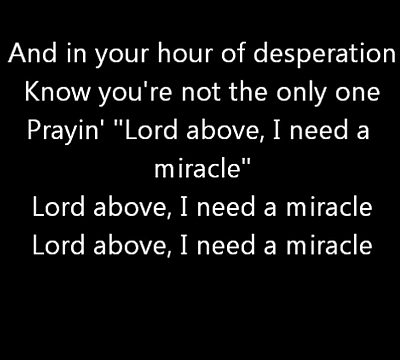 And in your hour of desperation
Know you're not the only one
Prayin' "Lord above, I need a
miracle"
Lord above, I need a miracle
Lord above, I need a miracle